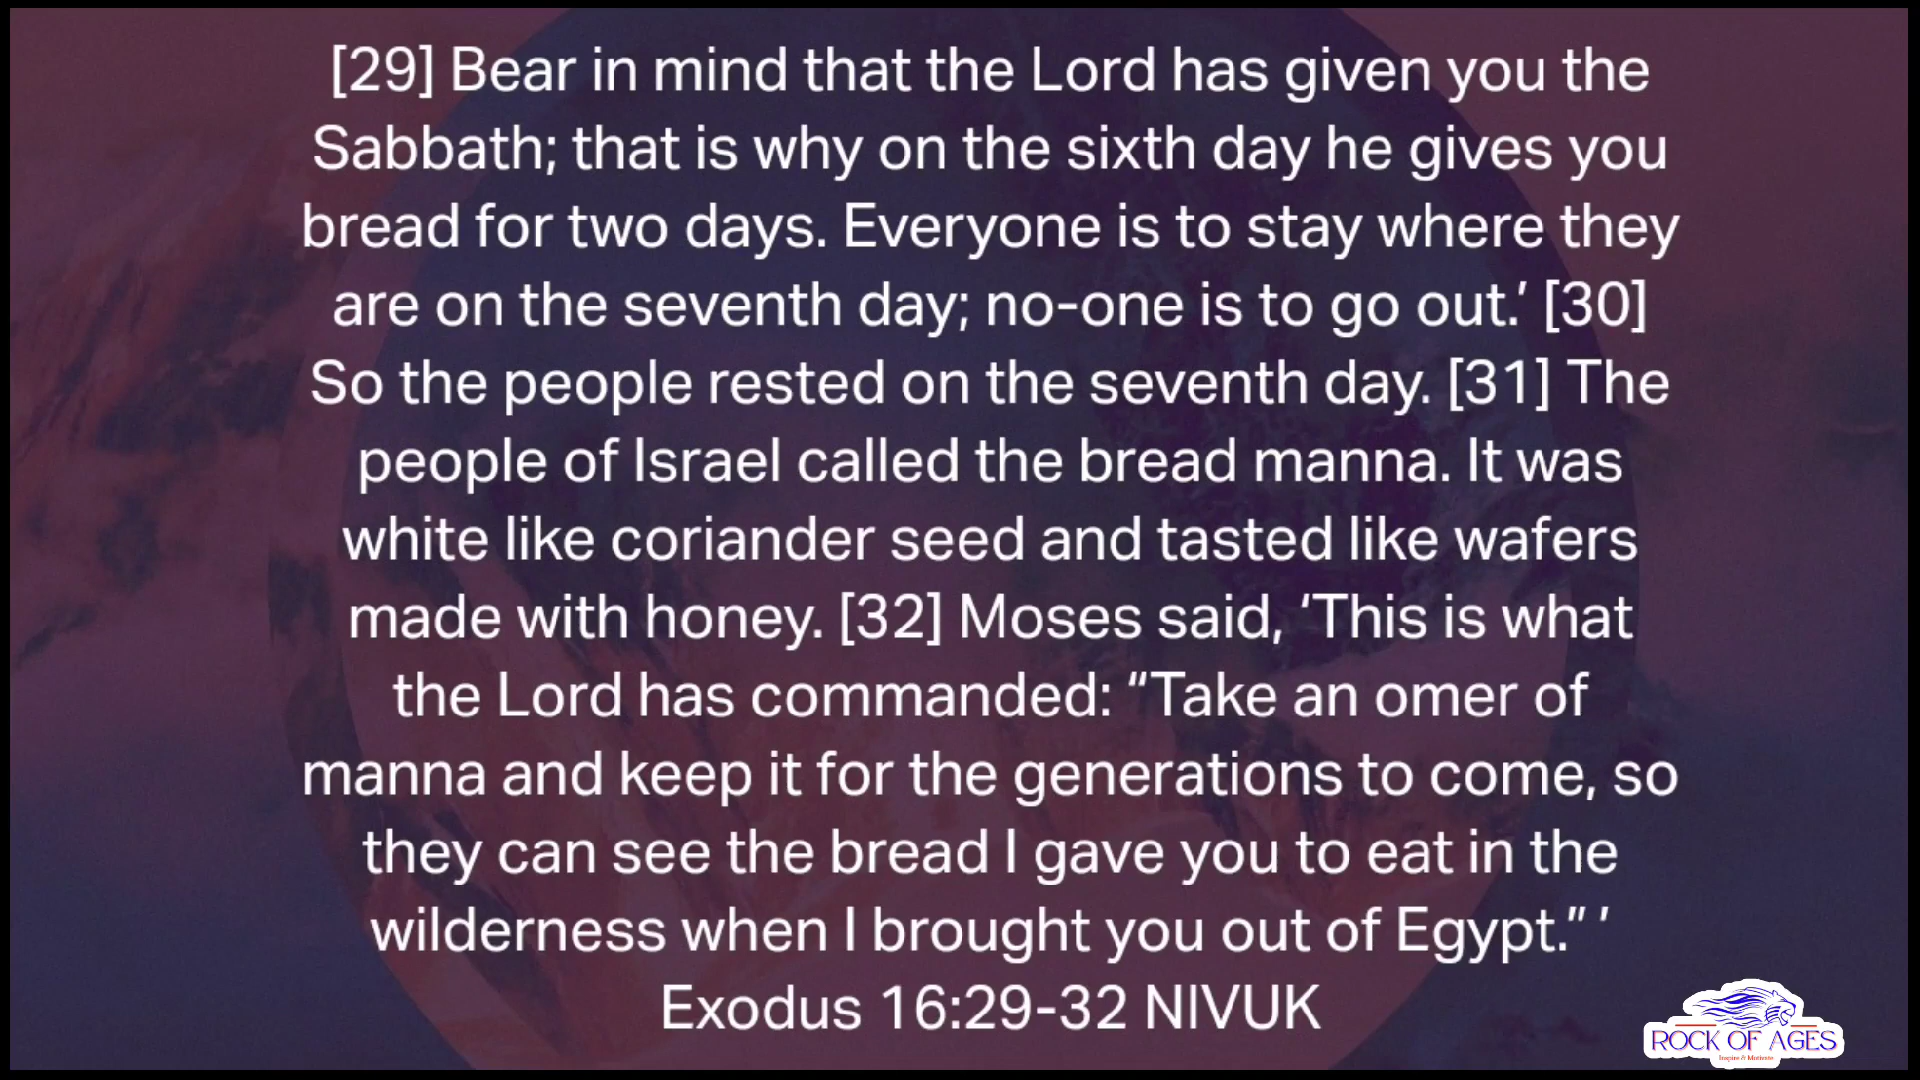 [29] Bear in mind that the Lord has given you the
Sabbath; that is why on the sixth day he gives you
bread for two days. Everyone is to stay where they
are on the seventh day; no-one is to go out.’ [30]
So the people rested on the seventh day. [31] The
people of Israel called the bread manna. It was
white like coriander seed and tasted like wafers
made with honey. [32] Moses said, ‘This is what
the Lord has commanded: “Take an omer of
manna and keep it for the generations to come, so
they can see the bread I gave you to eat in the
wilderness when I brought you out of Egypt.” ’
Exodus 16:29-32 NIVUK
ROCK OF AGES
Inspire & Motivate